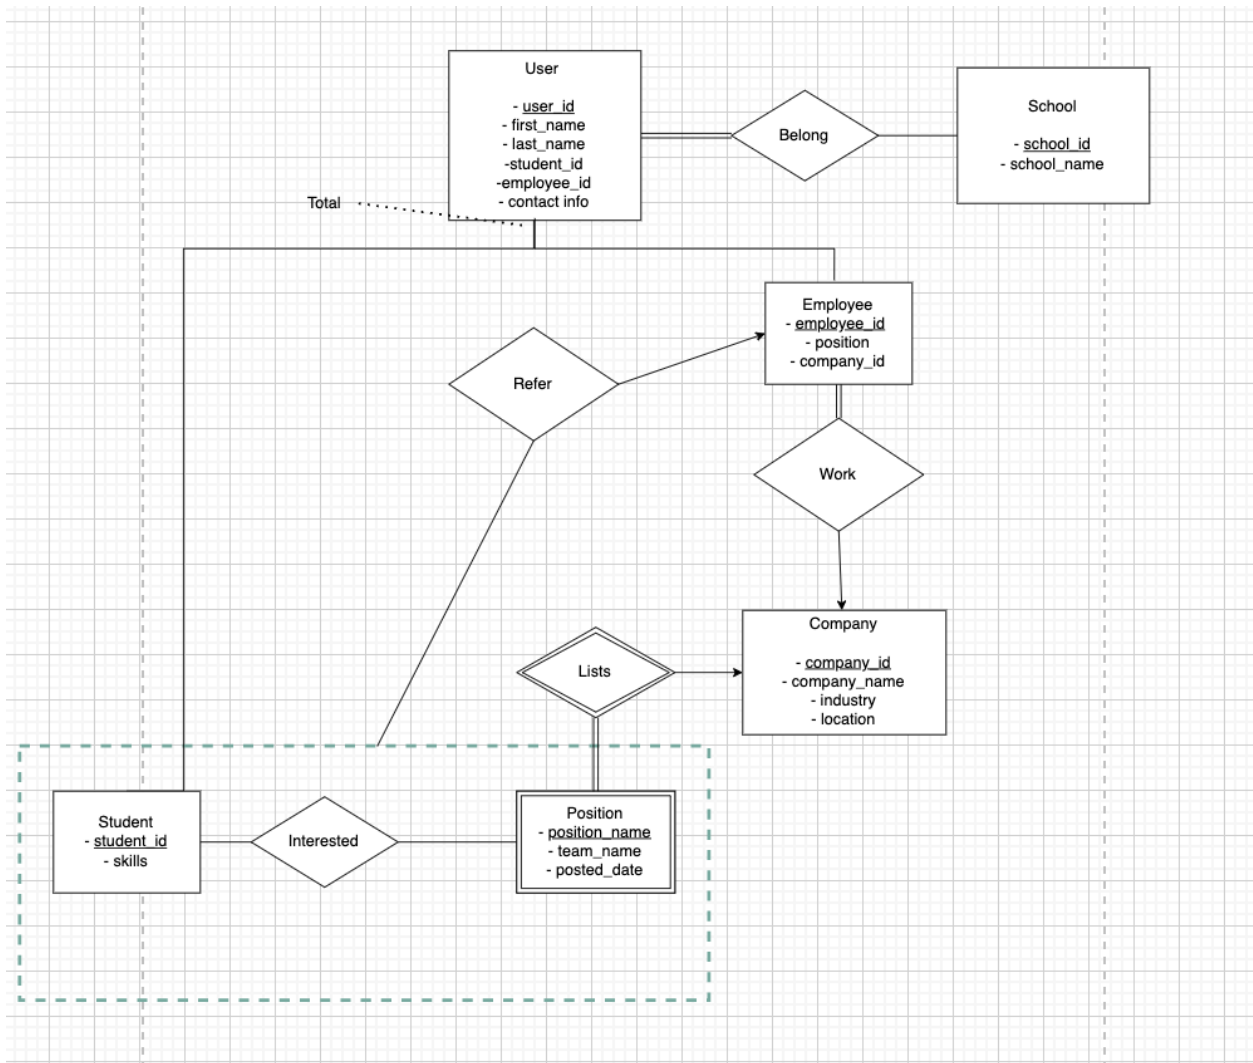 User
- user_id
- first_name
- last_name
-student_id
-employee_id
- contact info
Belong
School
- school_id
- school_name
Total
Employee
- employee_id
- position
- company_id
Refer
Work
Company
- company_id
- company_name
- industry
- location
Lists
Student
- student_id
- skills
Interested
Position
- position_name
- team_name
- posted_date